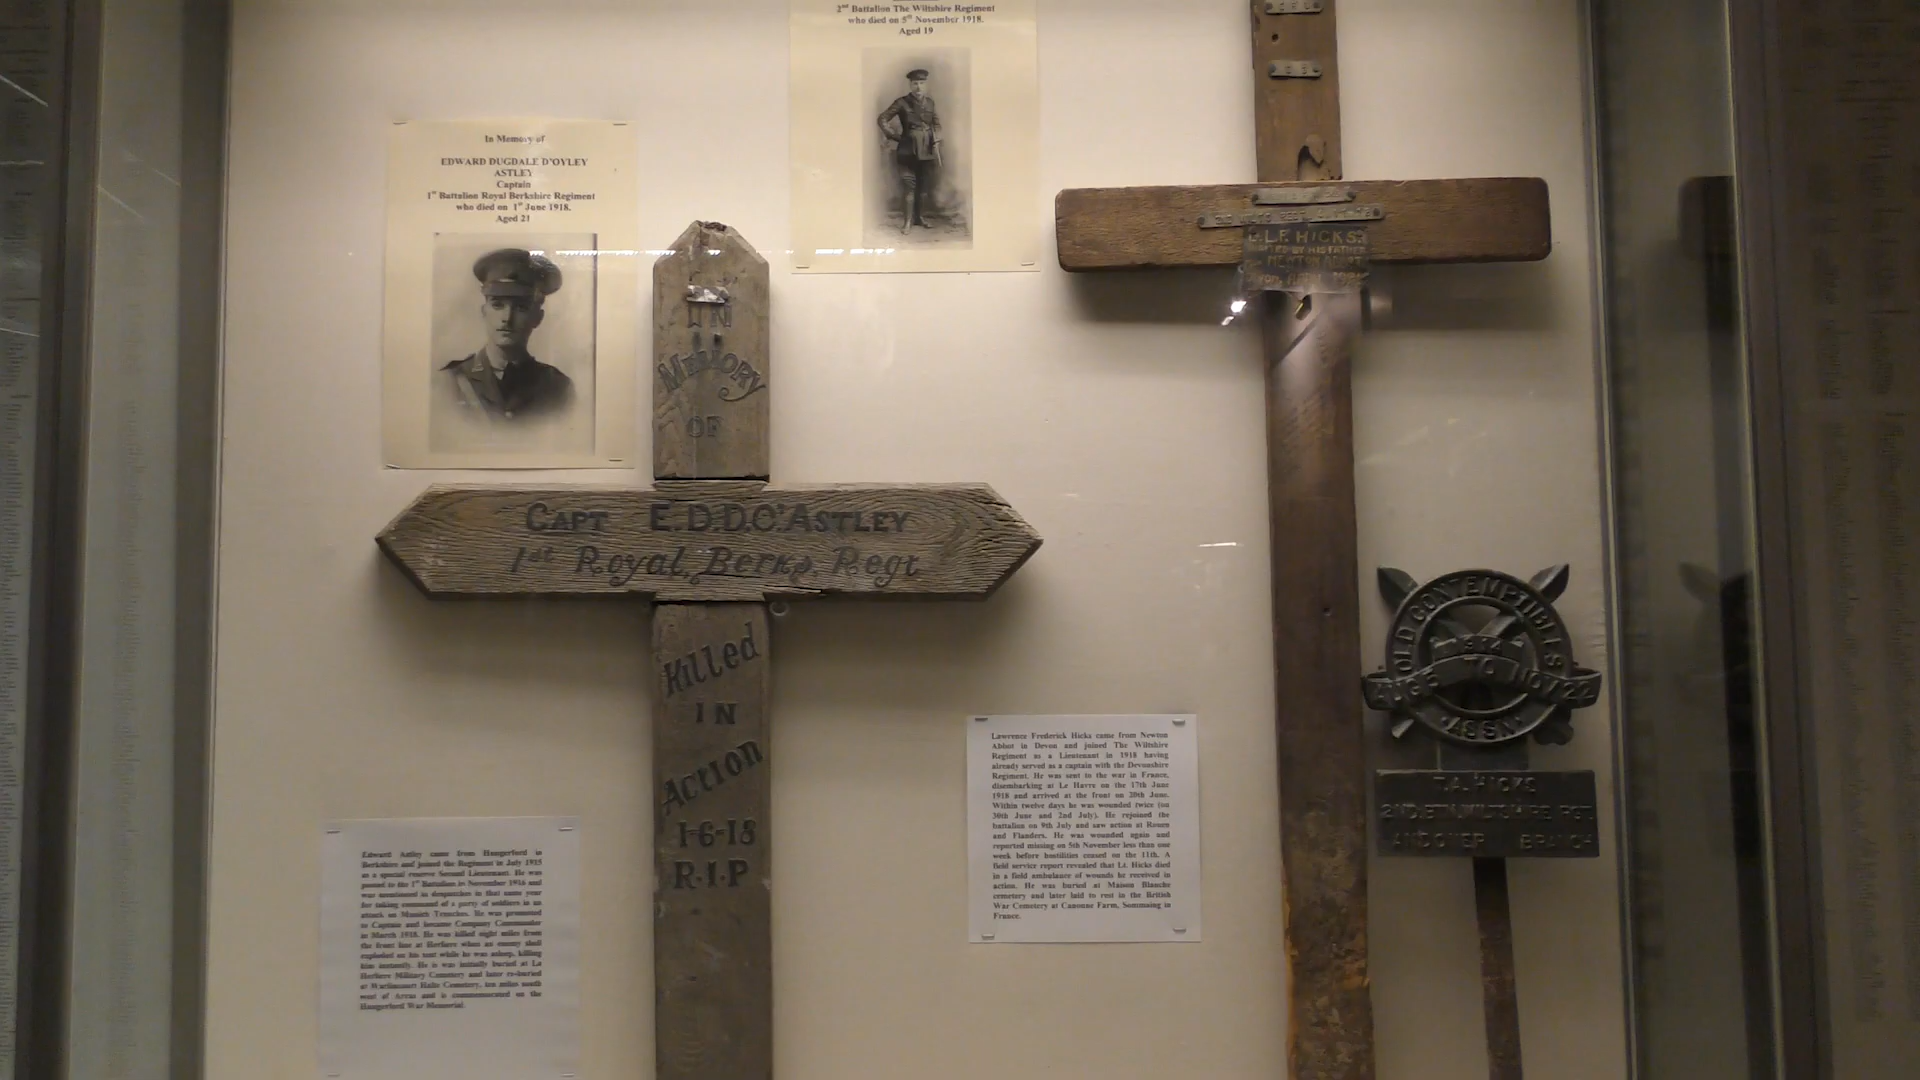 In Memory of
EDWARD DUGDALE D'OYLEY
ASTLEY
Captain
1st Battalion Royal Berkshire Regiment
who died on 1st June 1918.
Aged 21
2nd Battalion The Wiltshire Regiment
who died on 5th November 1918.
Aged 19
IN
MEMORY
OF
CAPT E.D.D.O'ASTLEY
1st Royal. Berks. Regt
Killed
IN
Action
1-6-18
R.I.P
L.F. HICKS.
BY HIS FATHER
NEWTON ABBOT
OLD CONTEMPTIBLES
1914
AUG 5 TO NOV 22
ASSN.
T.A. HICKS
2ND. BTN. WILTSHIRE RGT.
ANDOVER BRANCH
Lawrence Frederick Hicks came from Newton
Abbot in Devon and joined The Wiltshire
Regiment as a Lieutenant in 1918 having
already served as a captain with the Devonshire
Regiment. He was sent to the war in France,
disembarking at Le Havre on the 17th June
1918 and arrived at the front on 20th June.
Within twelve days he was wounded twice (on
30th June and 2nd July). He rejoined the
battalion on 9th July and saw action at Rouen
and Flanders. He was wounded again and
reported missing on 5th November less than one
week before hostilities ceased on the 11th. A
field service report revealed that Lt. Hicks died
in a field ambulance of wounds he received in
action. He was buried at Maison Blanche
cemetery and later laid to rest in the British
War Cemetery at Canonne Farm, Sommaing in
France.
Edward Astley came from Hungerford in
Berkshire and joined the Regiment in July 1915
as a special reserve Second Lieutenant. He was
posted to the 1st Battalion in November 1916 and
was mentioned in despatches in that same year
for taking command of a party of soldiers in an
attack on Munich Trenches. He was promoted
to Captain and became Company Commander
in March 1918. He was killed eight miles from
the front line at Herliere when an enemy shell
exploded on his tent while he was asleep, killing
him instantly. He is was initially buried at La
Herliere Military Cemetery and later re-buried
at Warlincourt Halte Cemetery, ten miles south
west of Arras and is commemorated on the
Hungerford War Memorial.